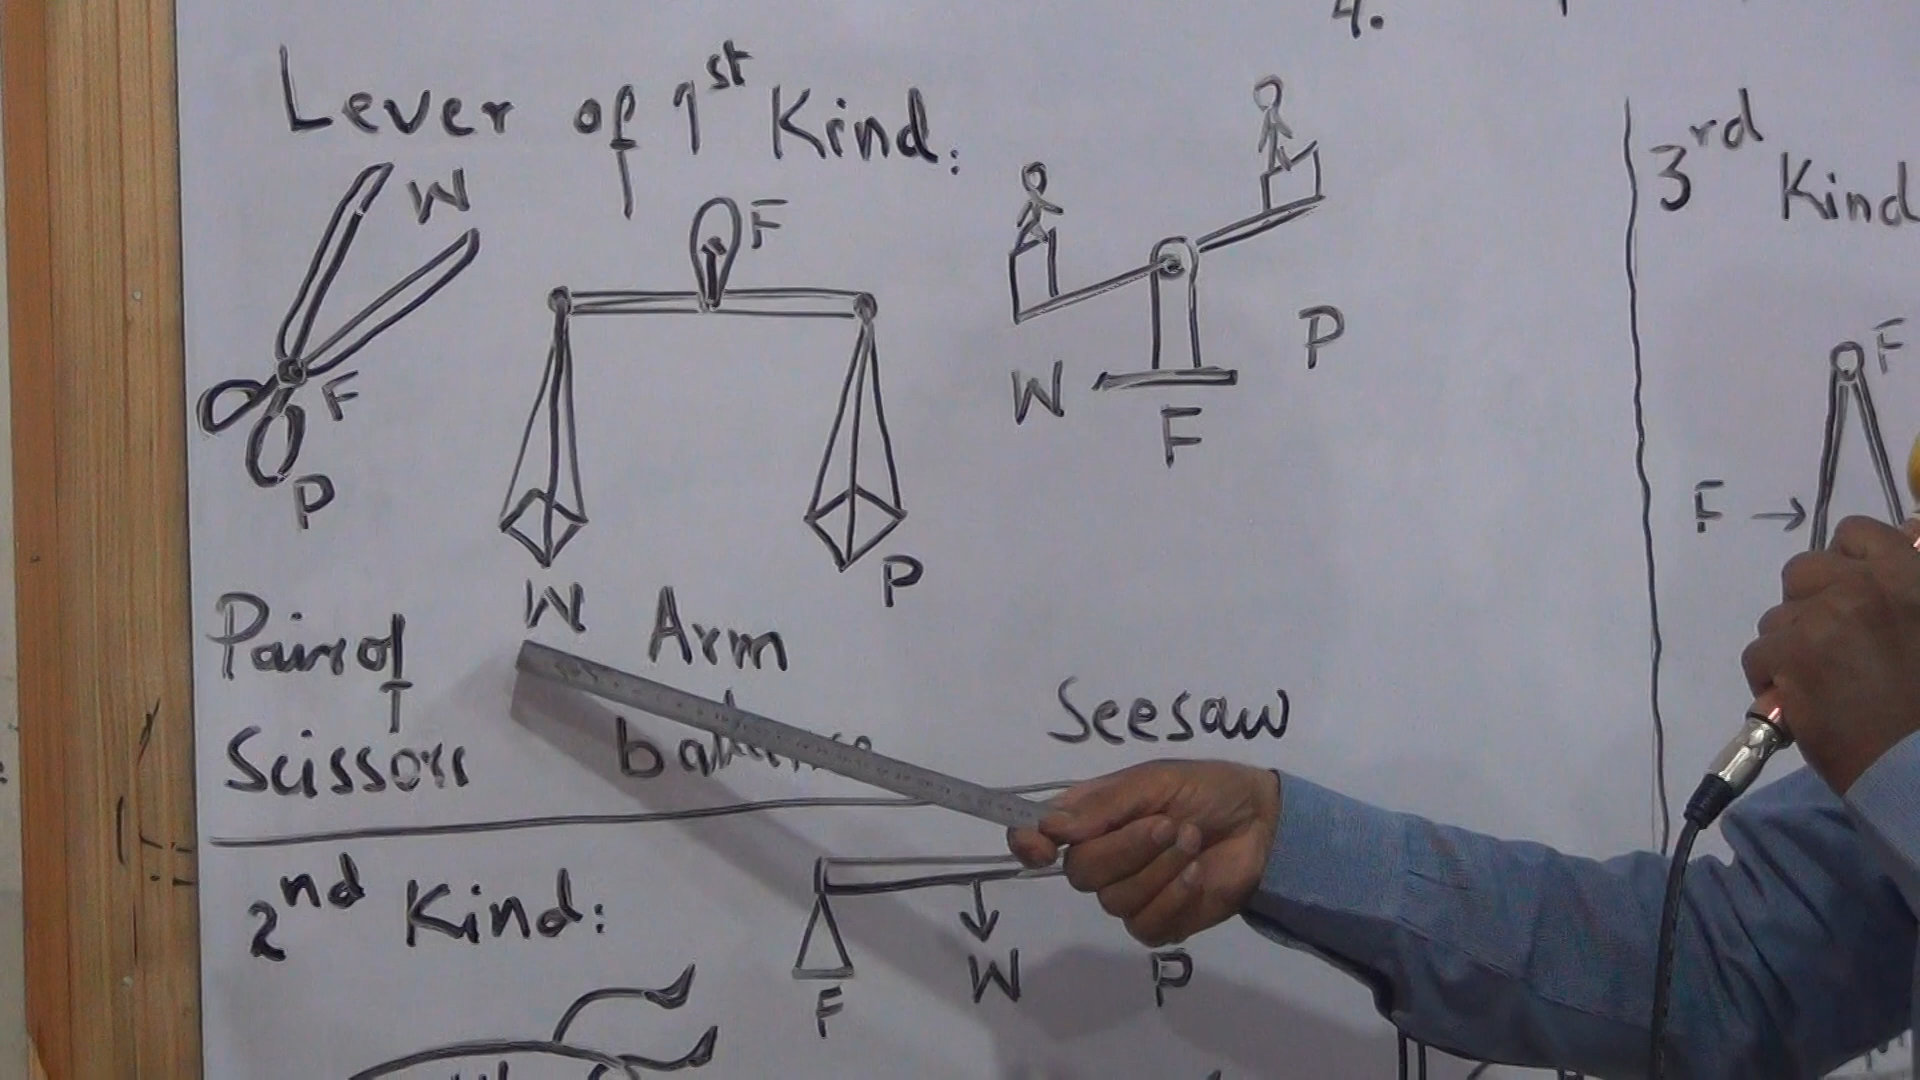 4.
Lever of 1st Kind:
W
F
P
F
W
P
W
F
P
Pair of
Scissors
Arm
Seesaw
2nd Kind:
F
W
P
3rd Kind
F
F →